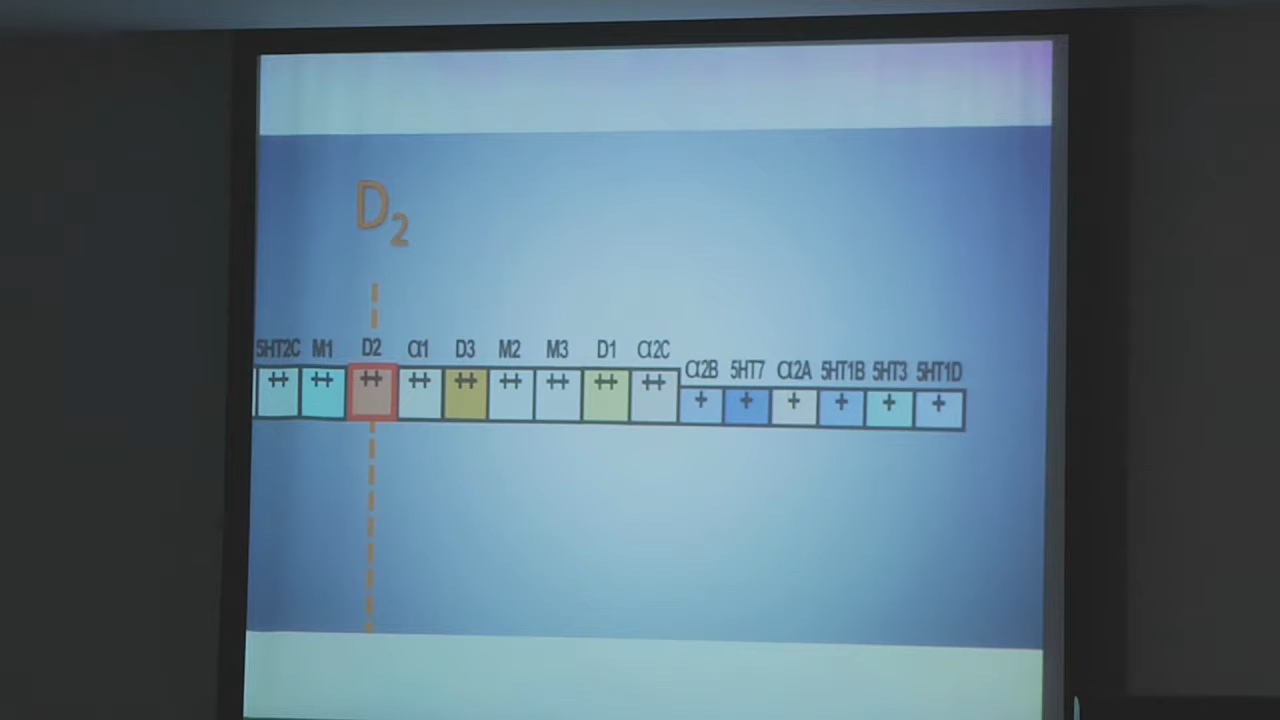 D2
5HT2C M1 D2 α1 D3 M2 M3 D1 α2C α2B 5HT7 α2A 5HT1B 5HT3 5HT1D
++ ++ ++ ++ ++ ++ ++ ++ ++ + + + + + +